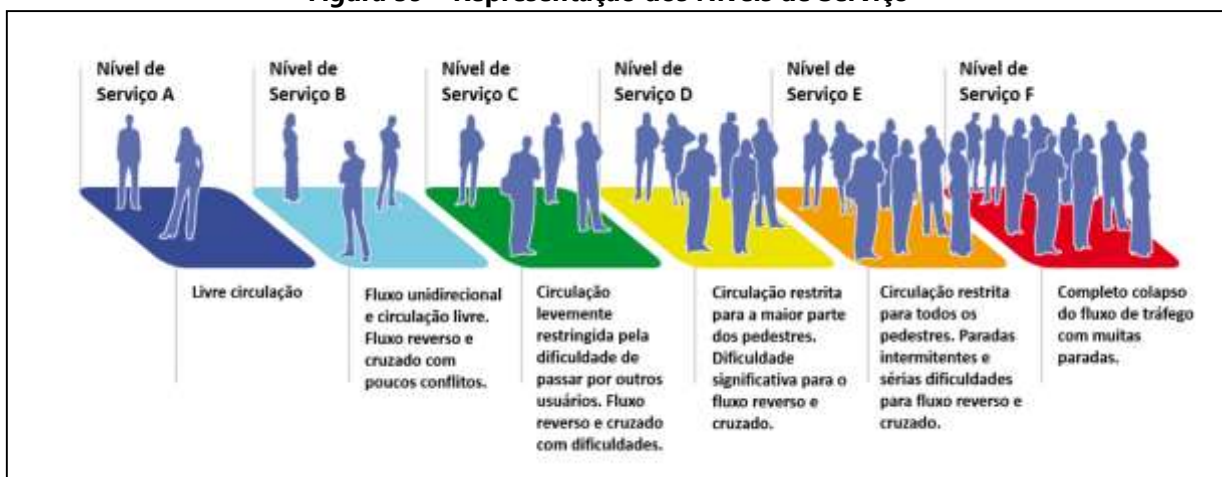 Nível de
Serviço A
Nível de
Serviço B
Nível de
Serviço C
Nível de
Serviço D
Nível de
Serviço E
Nível de
Serviço F
Livre circulação
Fluxo unidirecional
e circulação livre.
Fluxo reverso e
cruzado com
poucos conflitos.
Circulação
levemente
restringida pela
dificuldade de
passar por outros
usuários. Fluxo
reverso e cruzado
com dificuldades.
Circulação restrita
para a maior parte
dos pedestres.
Dificuldade
significativa para o
fluxo reverso e
cruzado.
Circulação restrita
para todos os
pedestres. Paradas
intermitentes e
sérias dificuldades
para fluxo reverso e
cruzado.
Completo colapso
do fluxo de tráfego
com muitas
paradas.